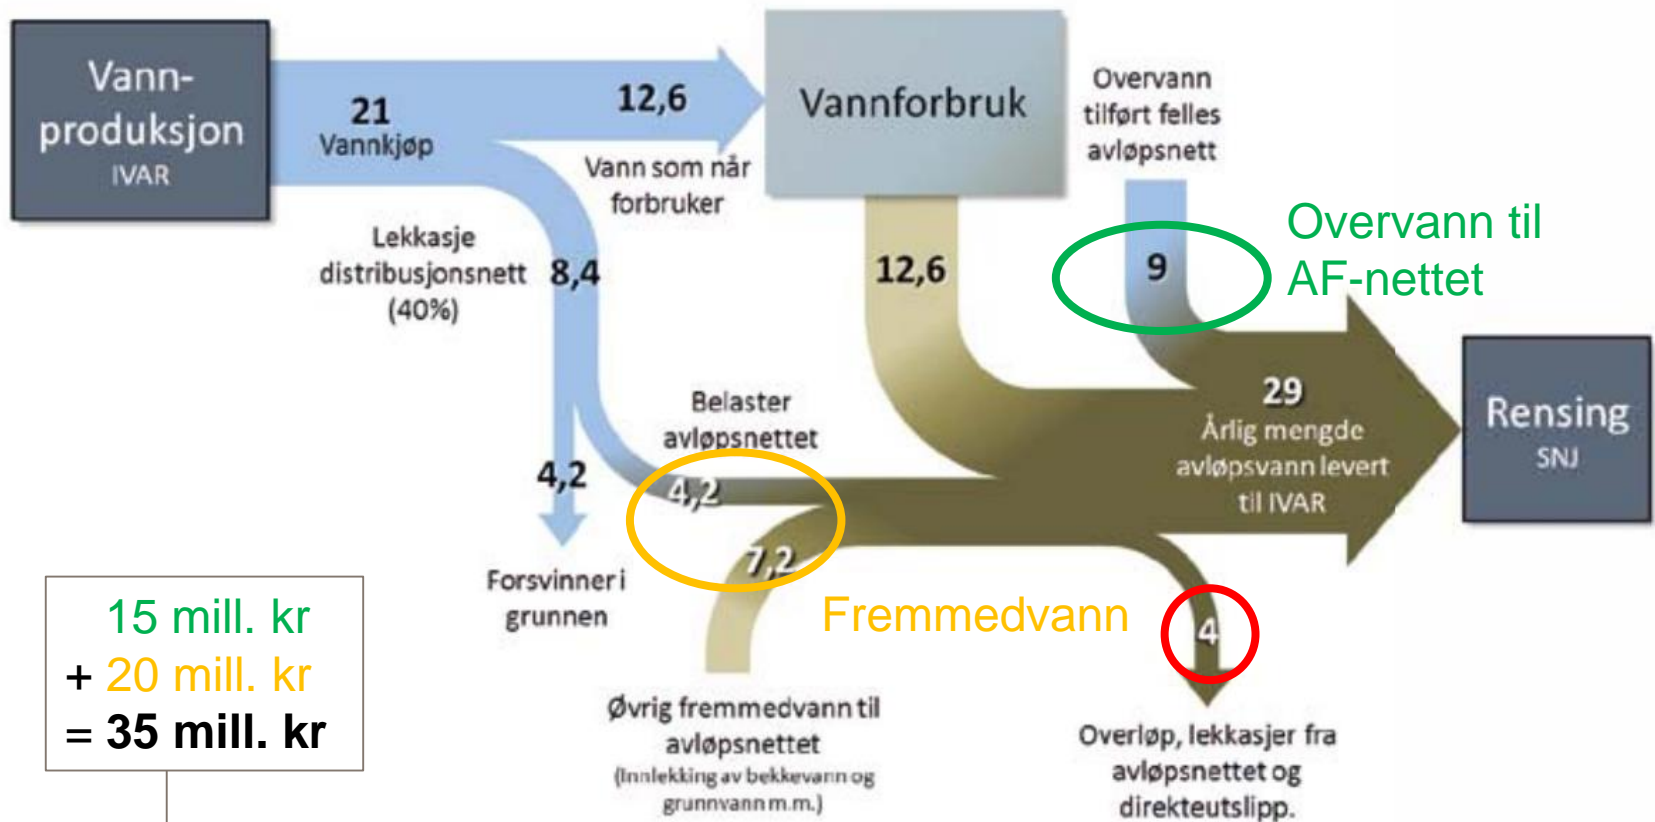 Vann-
produksjon
IVAR
21
Vannkjøp
12,6
Vann som når
forbruker
Vannforbruk
Overvann
tilført felles
avløpsnett
Lekkasje
distribusjonsnett
(40%)
8,4
12,6
9
Overvann til
AF-nettet
29
Årlig mengde
avløpsvann levert
til IVAR
Rensing
SNJ
Belaster
avløpsnettet
4,2
4,2
7,2
Forsvinner i
grunnen
Fremmedvann
4
15 mill. kr
+ 20 mill. kr
= 35 mill. kr
Øvrig fremmedvann til
avløpsnettet
(Innlekking av bekkevann og
grunnvann m.m.)
Overløp, lekkasjer fra
avløpsnettet og
direkteutslipp.